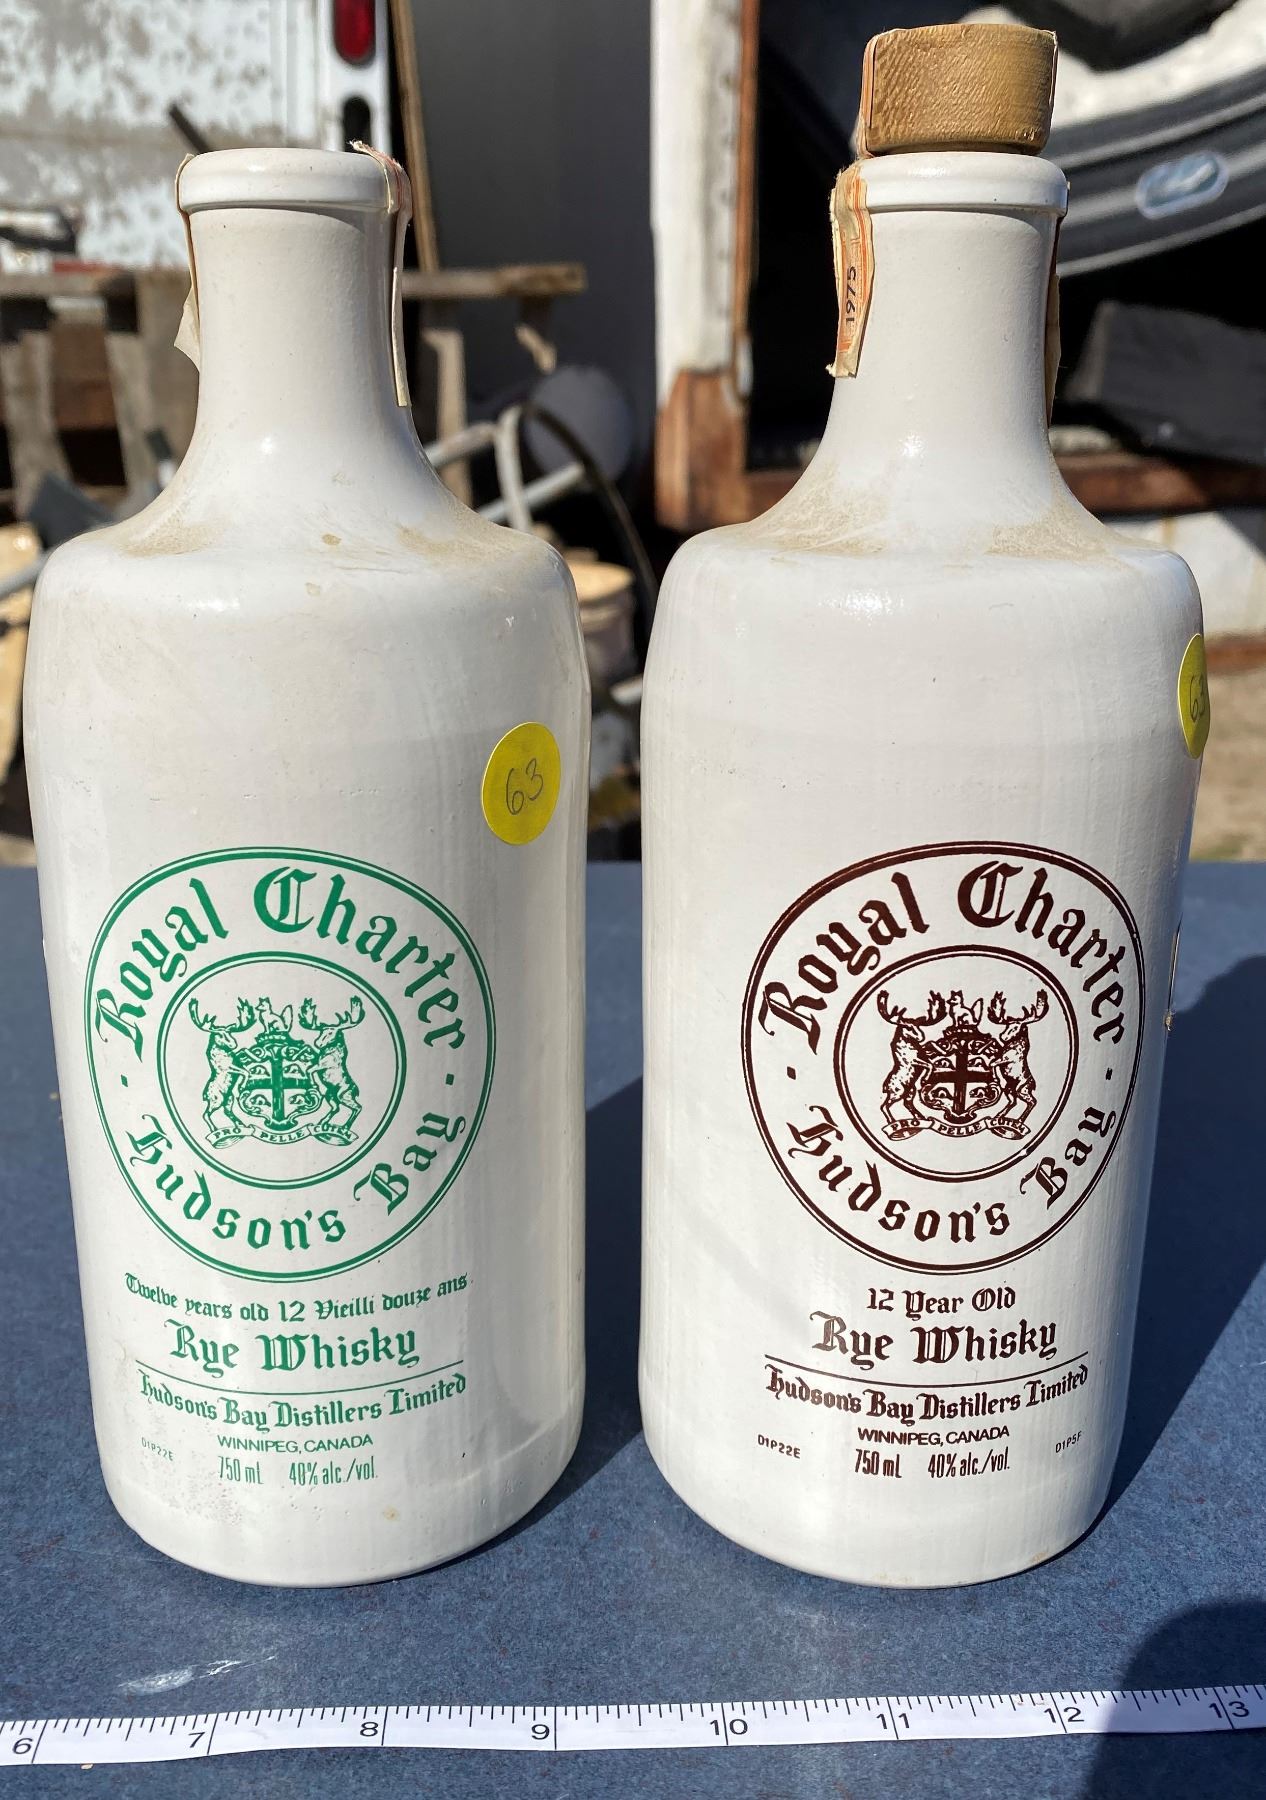 63
Royal Charter
PRO PELLE CUTEM
Hudson's Bay
Twelve years old 12 Vieilli douze ans
Rye Whisky
Hudson's Bay Distillers Limited
WINNIPEG, CANADA
D1P22E
750 mL 40% alc./vol.
1975
63
Royal Charter
PRO PELLE CUTEM
Hudson's Bay
12 Year Old
Rye Whisky
Hudson's Bay Distillers Limited
WINNIPEG, CANADA
D1P22E D1P5F
750 mL 40% alc./vol.
6 7 8 9 10 11 12 13